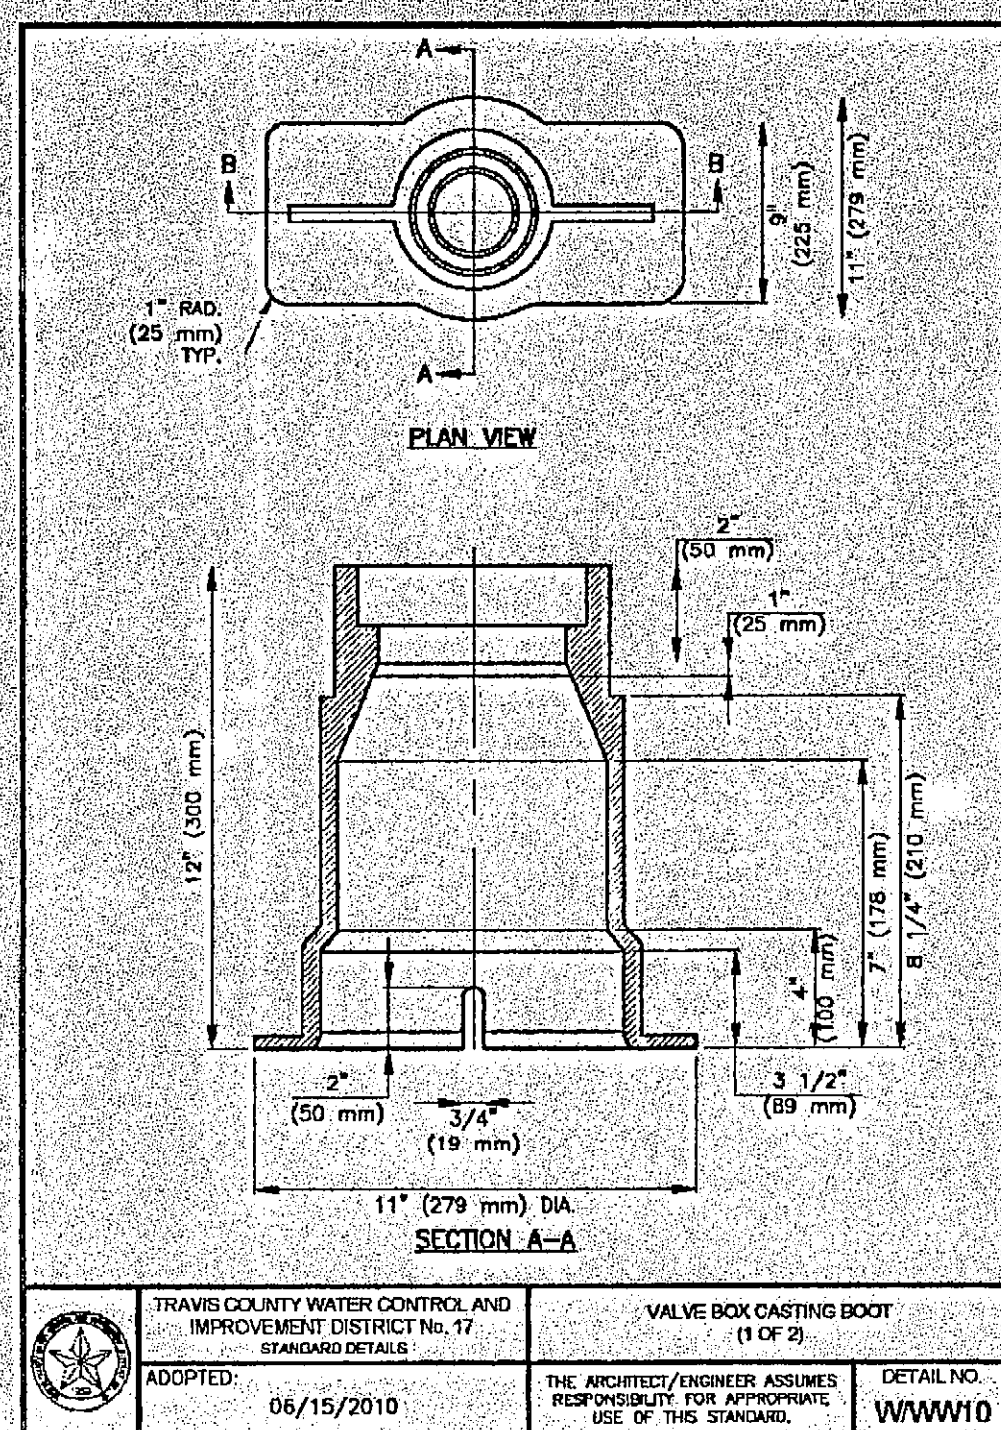 A
B
B
9"
(225 mm)
11" (279 mm)
1" RAD.
(25 mm)
TYP.
A
PLAN VIEW
2"
(50 mm)
1"
(25 mm)
12" (300 mm)
7" (178 mm)
8 1/4" (210 mm)
4"
(100 mm)
2"
(50 mm)
3/4"
(19 mm)
3 1/2"
(89 mm)
11" (279 mm) DIA.
SECTION A-A
TRAVIS COUNTY WATER CONTROL AND
IMPROVEMENT DISTRICT No. 17
STANDARD DETAILS
VALVE BOX CASTING BOOT
(1 OF 2)
ADOPTED:
06/15/2010
THE ARCHITECT/ENGINEER ASSUMES
RESPONSIBILITY FOR APPROPRIATE
USE OF THIS STANDARD.
DETAIL NO.
W/WW10